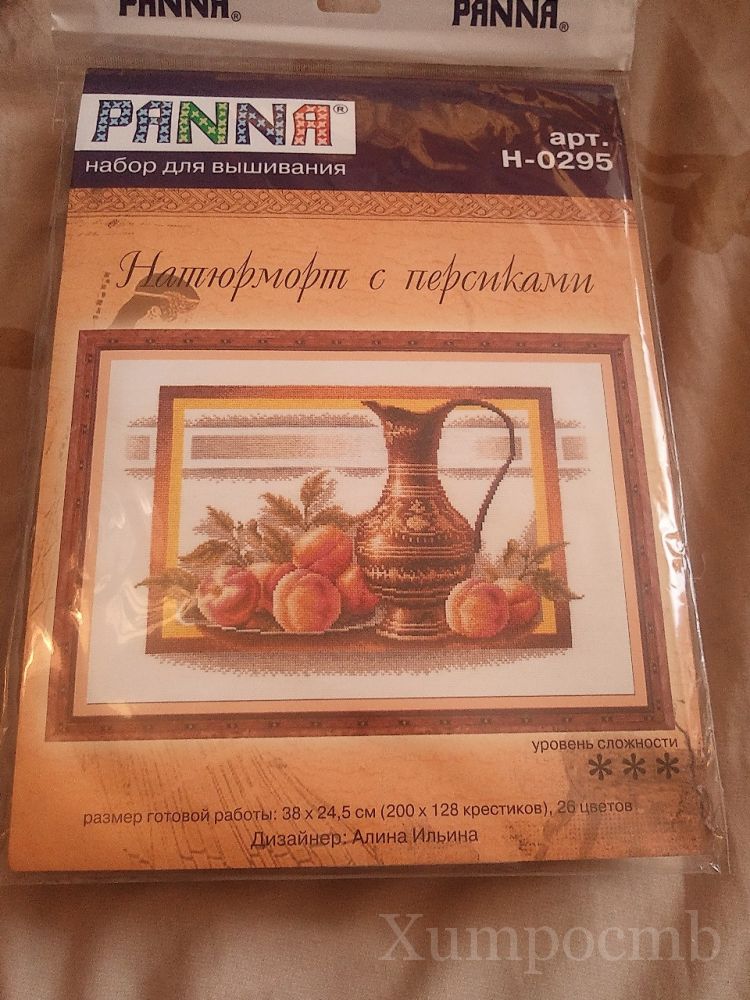 PANNA®
PANNA®
PANNA®
набор для вышивания
арт.
Н-0295
Натюрморт с персиками
уровень сложности
***
размер готовой работы: 38 х 24,5 см (200 х 128 крестиков), 26 цветов
Дизайнер: Алина Ильина
Хитрость